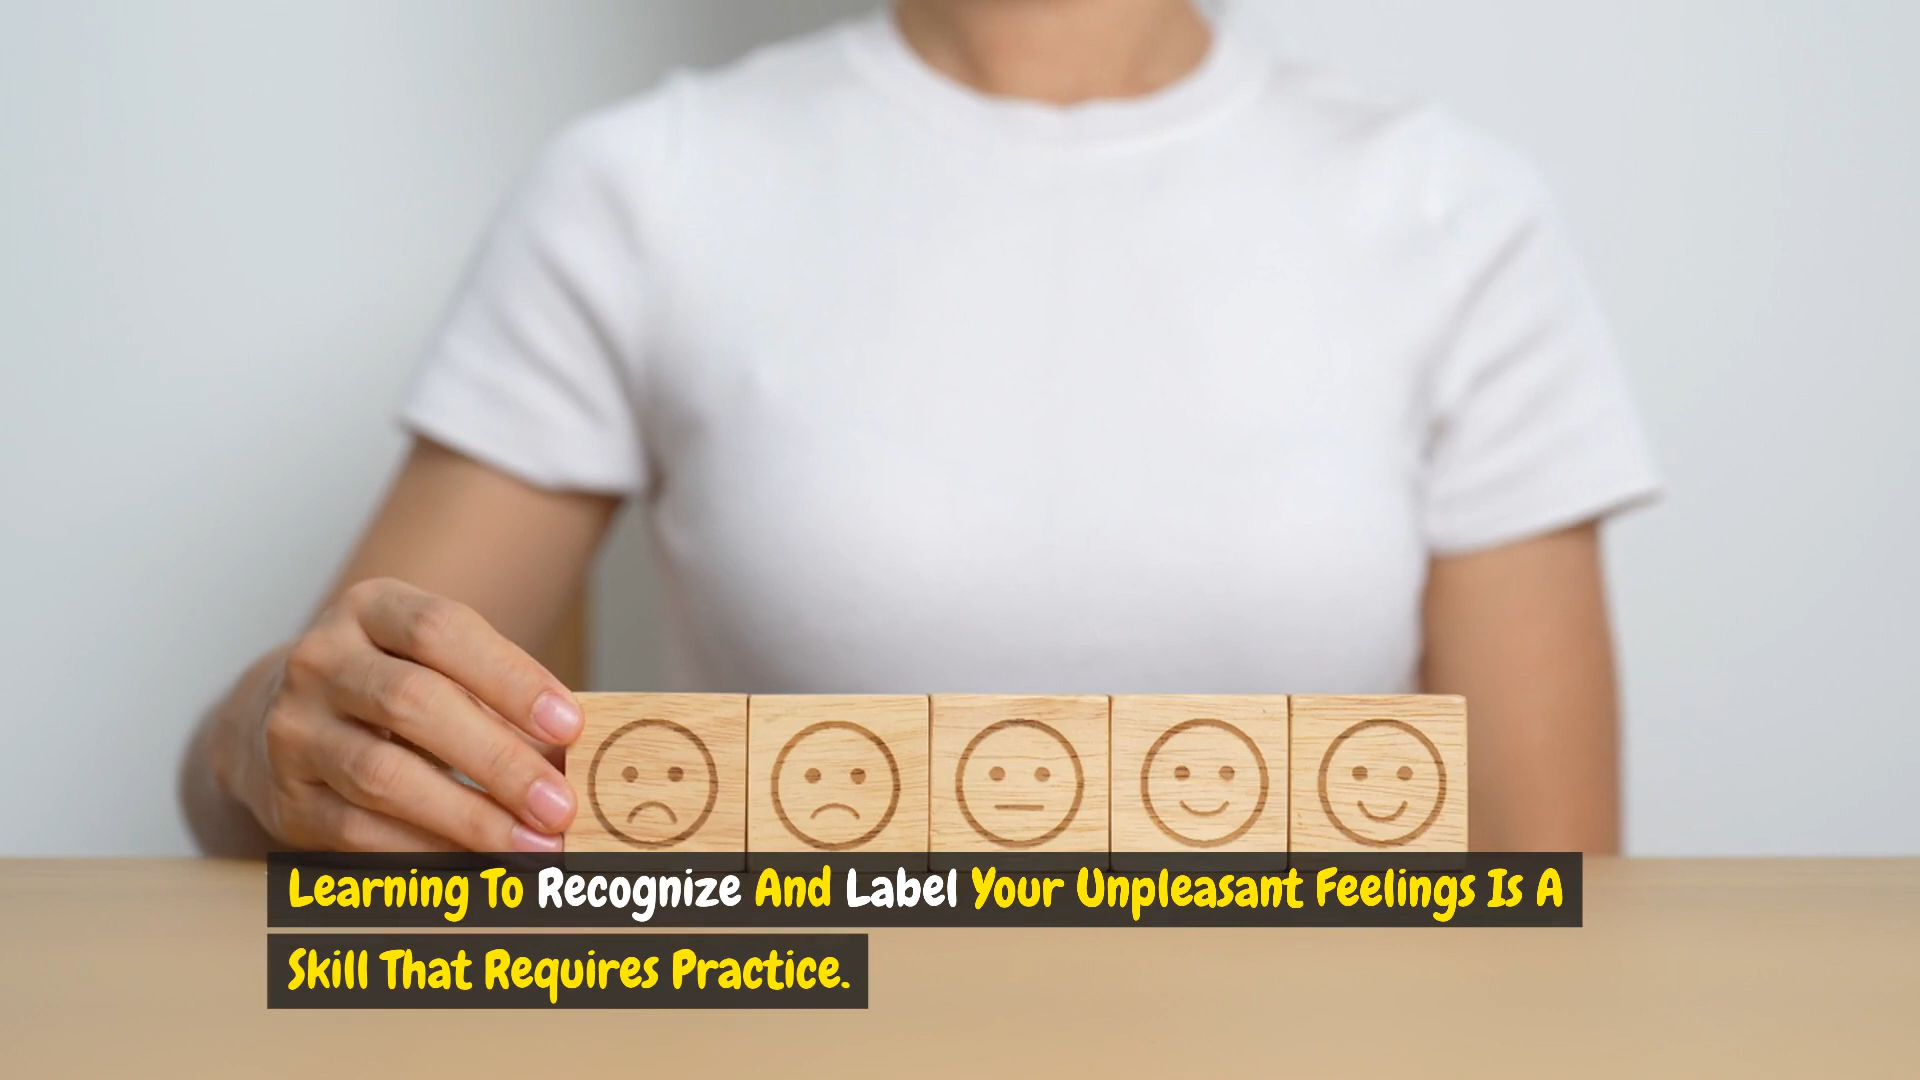 Learning To Recognize And Label Your Unpleasant Feelings Is A
Skill That Requires Practice.